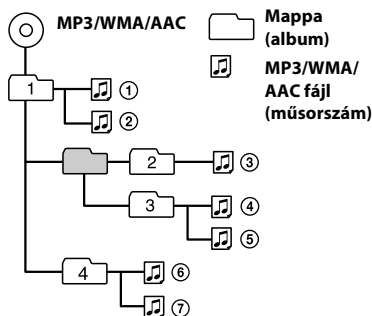 MP3/WMA/AAC
Mappa
(album)
MP3/WMA/
AAC fájl
(műsorszám)
1
①
②
2
③
3
④
⑤
4
⑥
⑦